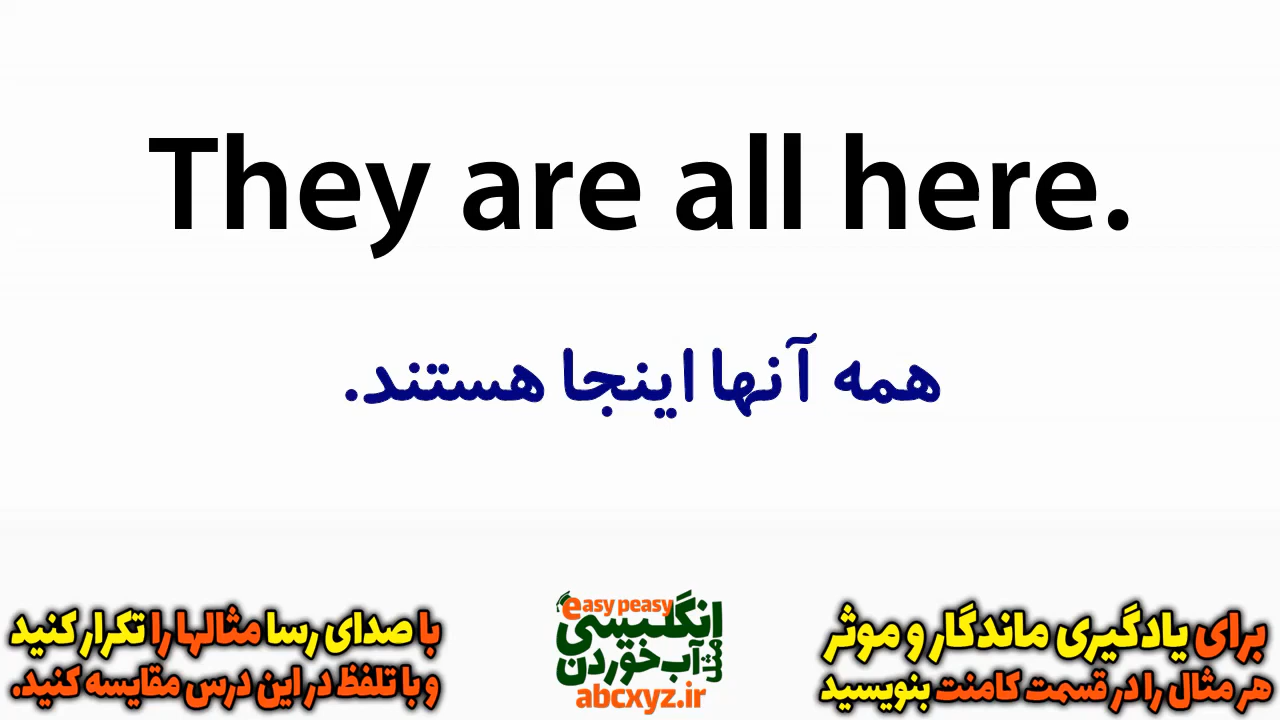 They are all here.
همه آنها اینجا هستند.
برای یادگیری ماندگار و موثر
هر مثال را در قسمت کامنت بنویسید
easy peasy
انگلیسی
مثل آب خوردن
abcxyz.ir
با صدای رسا مثالها را تکرار کنید
و با تلفظ در این درس مقایسه کنید.